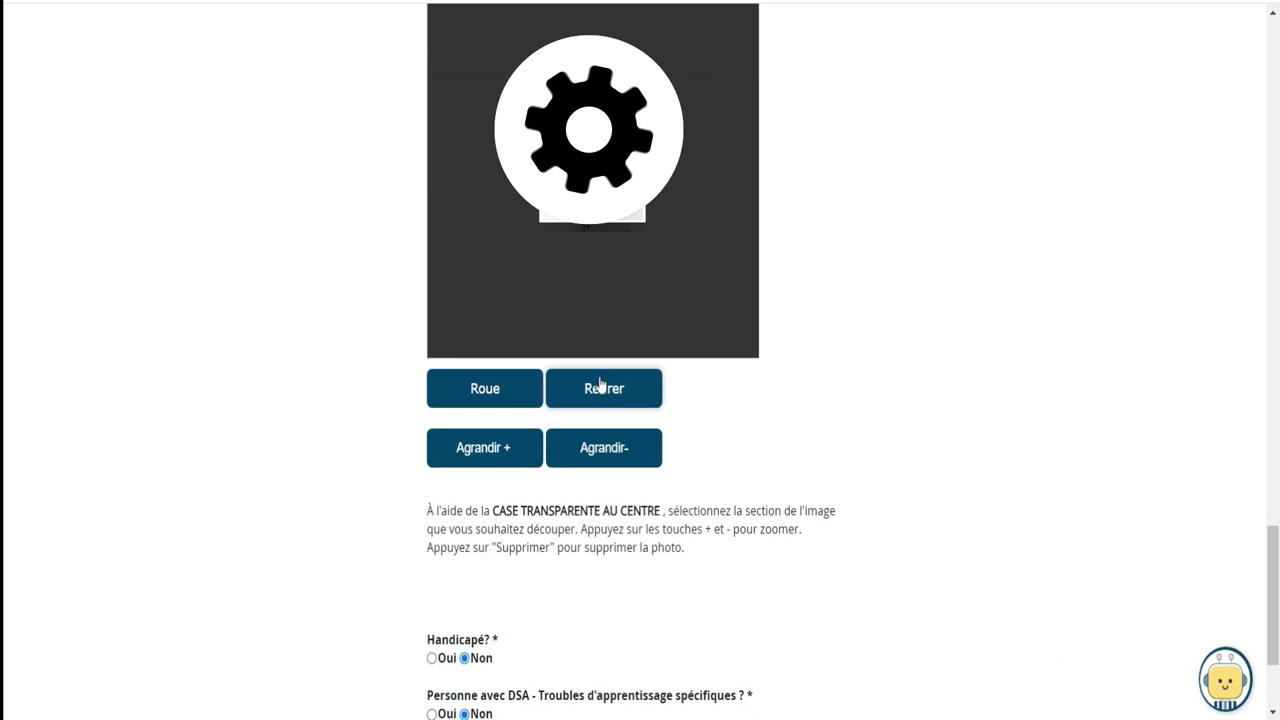 Roue
Agrandir +
Agrandir-
À l'aide de la CASE TRANSPARENTE AU CENTRE , sélectionnez la section de l'image
que vous souhaitez découper. Appuyez sur les touches + et - pour zoomer.
Appuyez sur "Supprimer" pour supprimer la photo.
Handicapé? *
Oui Non
Personne avec DSA - Troubles d'apprentissage spécifiques ? *
Oui Non